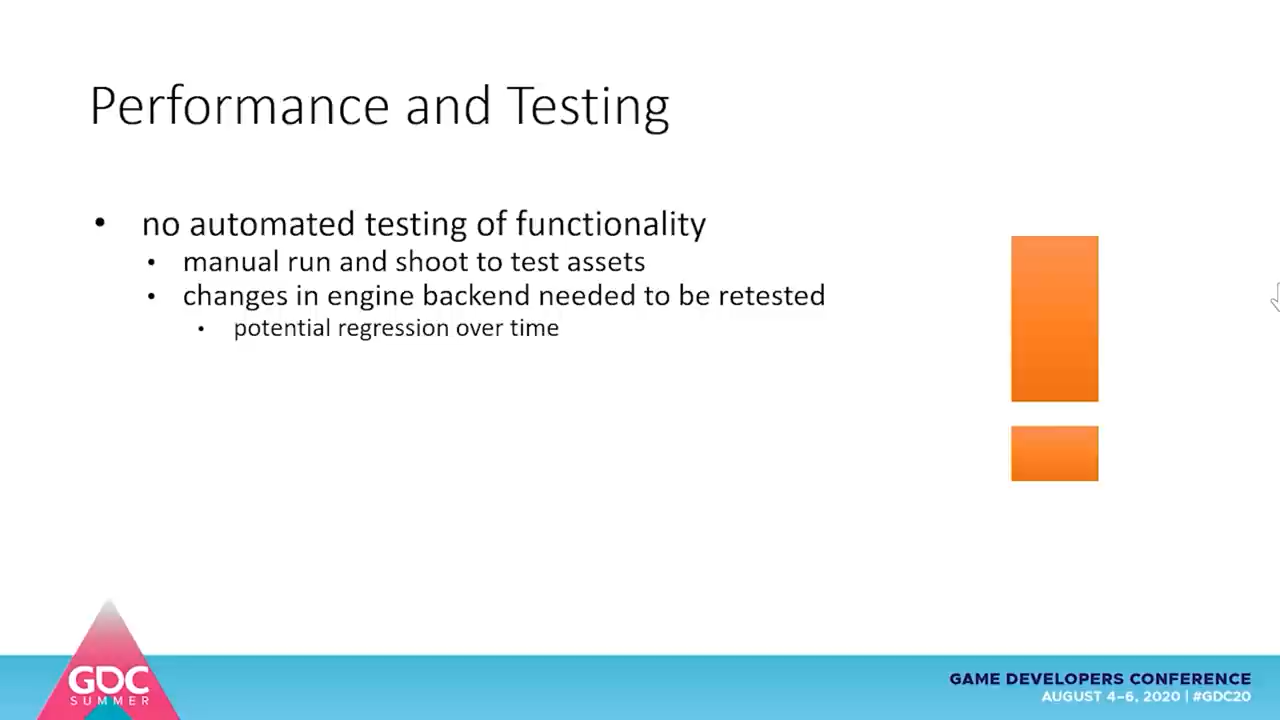 Performance and Testing
• no automated testing of functionality
• manual run and shoot to test assets
• changes in engine backend needed to be retested
• potential regression over time
GDC
SUMMER
GAME DEVELOPERS CONFERENCE
AUGUST 4–6, 2020 | #GDC20